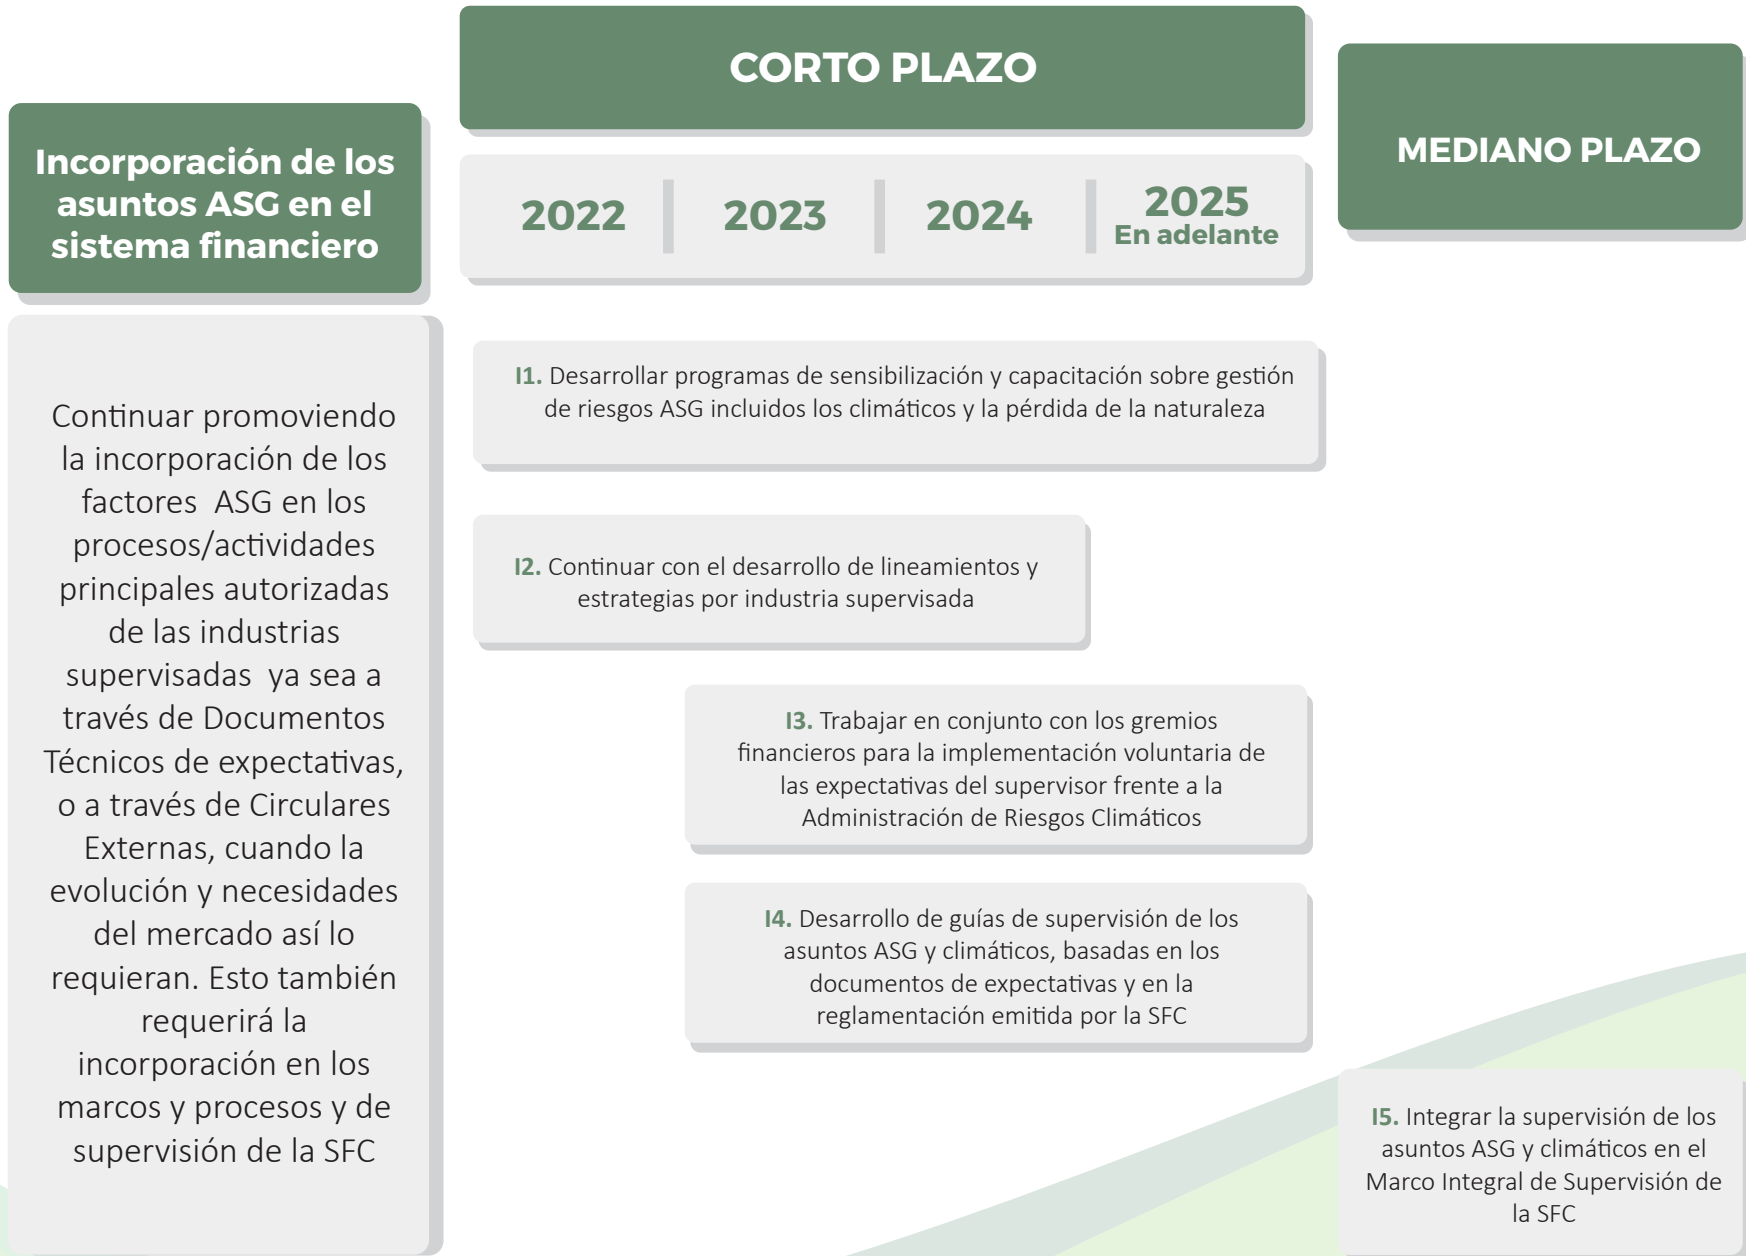 Incorporación de los
asuntos ASG en el
sistema financiero
Continuar promoviendo
la incorporación de los
factores ASG en los
procesos/actividades
principales autorizadas
de las industrias
supervisadas ya sea a
través de Documentos
Técnicos de expectativas,
o a través de Circulares
Externas, cuando la
evolución y necesidades
del mercado así lo
requieran. Esto también
requerirá la
incorporación en los
marcos y procesos y de
supervisión de la SFC
CORTO PLAZO
2022
2023
2024
2025
En adelante
I1. Desarrollar programas de sensibilización y capacitación sobre gestión
de riesgos ASG incluidos los climáticos y la pérdida de la naturaleza
I2. Continuar con el desarrollo de lineamientos y
estrategias por industria supervisada
I3. Trabajar en conjunto con los gremios
financieros para la implementación voluntaria de
las expectativas del supervisor frente a la
Administración de Riesgos Climáticos
I4. Desarrollo de guías de supervisión de los
asuntos ASG y climáticos, basadas en los
documentos de expectativas y en la
reglamentación emitida por la SFC
MEDIANO PLAZO
I5. Integrar la supervisión de los
asuntos ASG y climáticos en el
Marco Integral de Supervisión de
la SFC